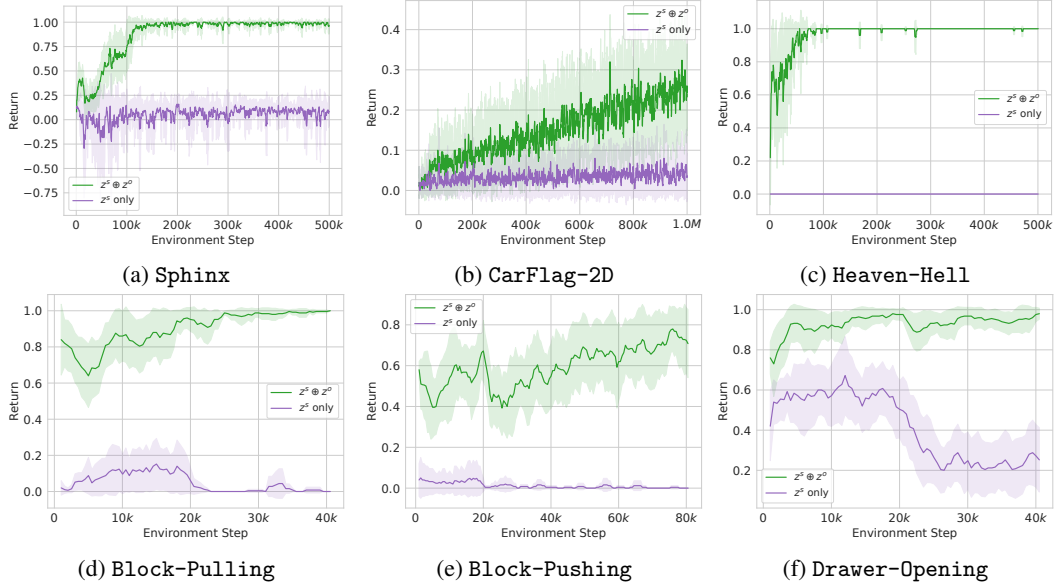 1.00
0.75
0.50
0.25
0.00
−0.25
−0.50
−0.75
Return
z^s ⊕ z^o
z^s only
0 100k 200k 300k 400k 500k
Environment Step
(a) Sphinx
0.4
0.3
0.2
0.1
0.0
Return
z^s ⊕ z^o
z^s only
0 200k 400k 600k 800k 1.0M
Environment Step
(b) CarFlag-2D
1.0
0.8
0.6
0.4
0.2
0.0
Return
z^s ⊕ z^o
z^s only
0 100k 200k 300k 400k 500k
Environment Step
(c) Heaven-Hell
1.0
0.8
0.6
0.4
0.2
0.0
Return
z^s ⊕ z^o
z^s only
0 10k 20k 30k 40k
Environment Step
(d) Block-Pulling
0.8
0.6
0.4
0.2
0.0
Return
z^s ⊕ z^o
z^s only
0 20k 40k 60k 80k
Environment Step
(e) Block-Pushing
1.0
0.8
0.6
0.4
0.2
Return
z^s ⊕ z^o
z^s only
0 10k 20k 30k 40k
Environment Step
(f) Drawer-Opening